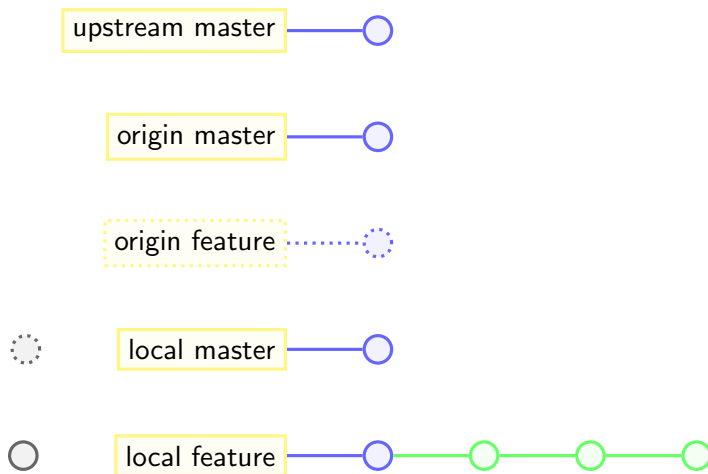 upstream master
origin master
origin feature
local master
local feature